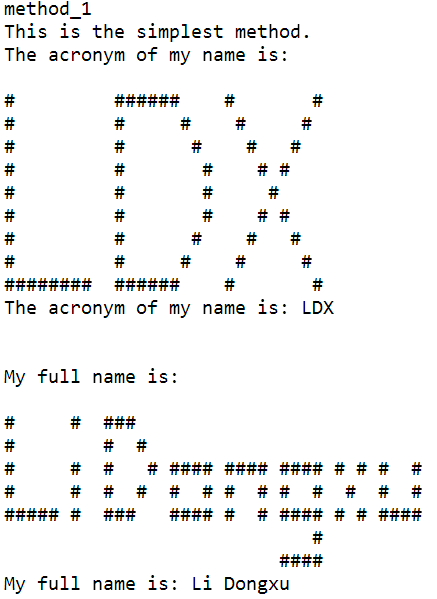 method_1
This is the simplest method.
The acronym of my name is:

#         ######    #       #
#         #     #    #     #
#         #      #    #   #
#         #       #    # #
#         #       #     #
#         #       #    # #
#         #      #    #   #
#         #     #    #     #
########  ######    #       #
The acronym of my name is: LDX


My full name is:

#     #  ###
#        #  #
#     #  #   # #### #### #### # # #  #
#     #  #  #  #  # #  # #  #  #  #  #
##### #  ###   #### #  # #### # # ####
                            #
                         ####
My full name is: Li Dongxu